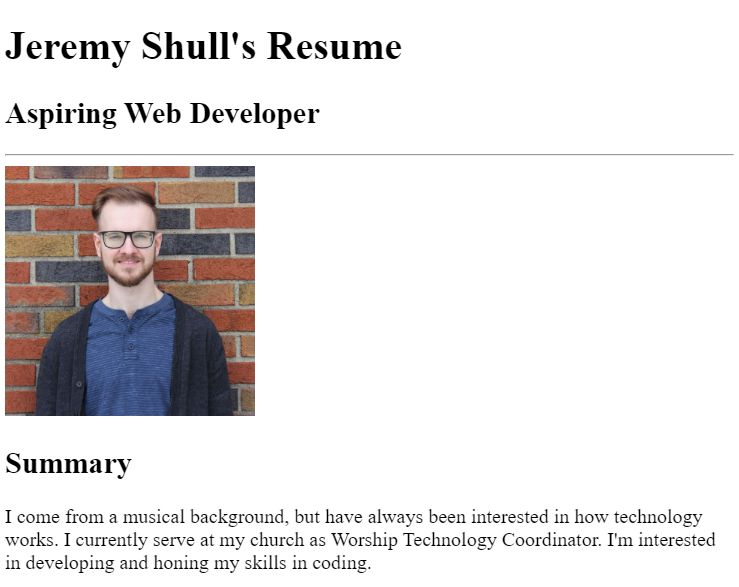 Jeremy Shull's Resume
Aspiring Web Developer
Summary
I come from a musical background, but have always been interested in how technology
works. I currently serve at my church as Worship Technology Coordinator. I'm interested
in developing and honing my skills in coding.